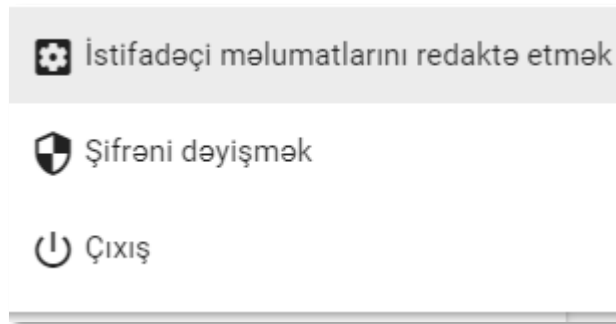 İstifadəçi məlumatlarını redaktə etmək
Şifrəni dəyişmək
Çıxış